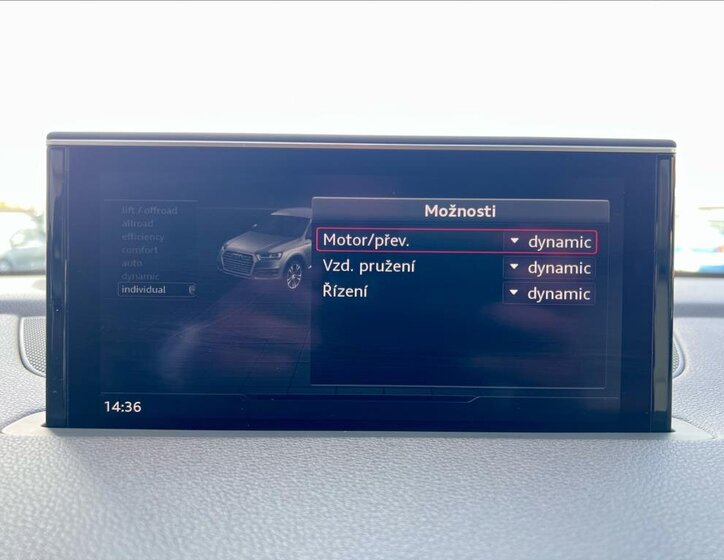 lift / offroad
allroad
efficiency
comfort
auto
dynamic
individual
Možnosti
Motor/přev. dynamic
Vzd. pružení dynamic
Řízení dynamic
14:36